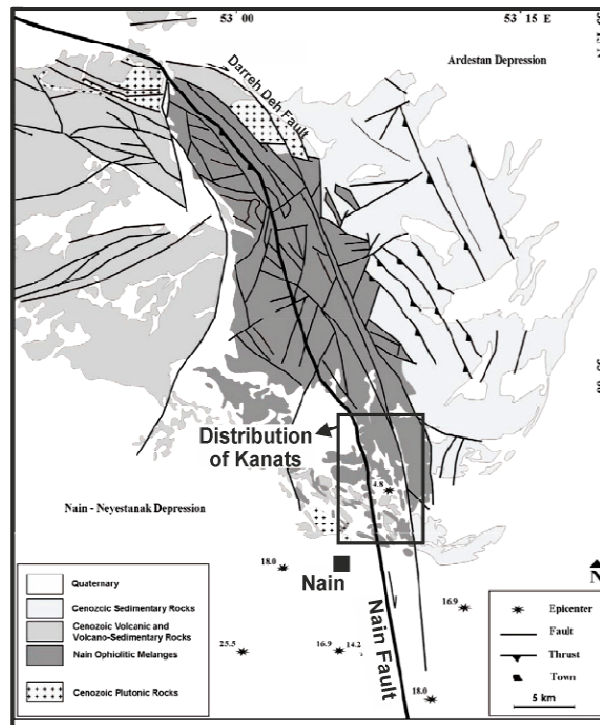 53 00
53 15 E
Ardestan Depression
Darreh Deh Fault
Distribution
of Kanats
4.8
Nain - Neyestanak Depression
18.0
Nain
Nain Fault
16.9
25.5
16.9
14.2
18.0
Quaternary
Cenozoic Sedimentary Rocks
Cenozoic Volcanic and
Volcano-Sedimentary Rocks
Nain Ophiolitic Melanges
Cenozoic Plutonic Rocks
N
Epicenter
Fault
Thrust
Town
5 km